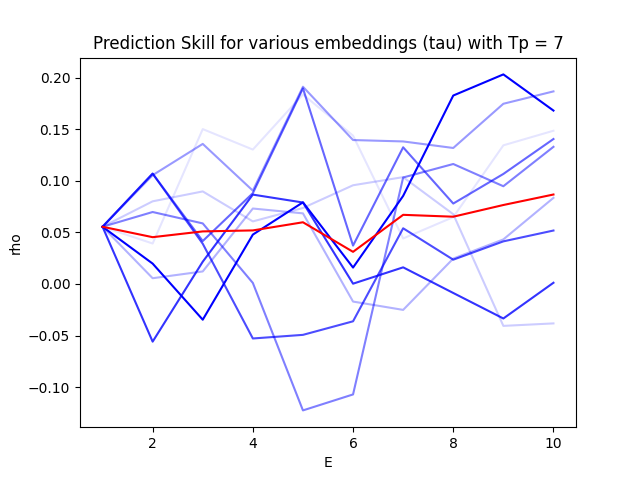 Prediction Skill for various embeddings (tau) with Tp = 7
0.20
0.15
0.10
0.05
0.00
−0.05
−0.10
rho
2 4 6 8 10
E